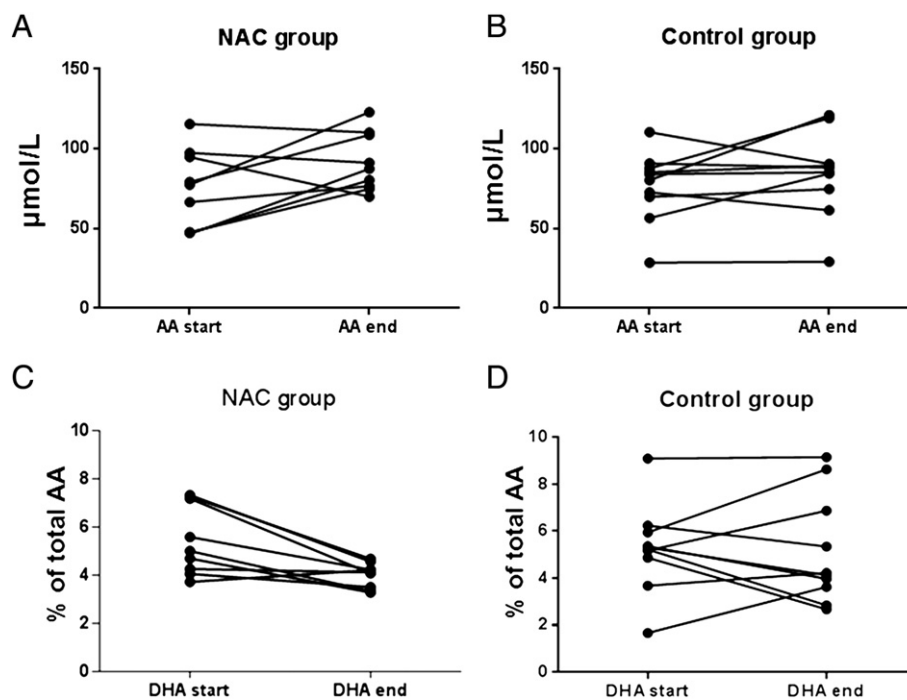 A
NAC group
µmol/L
150
100
50
0
AA start
AA end
B
Control group
µmol/L
150
100
50
0
AA start
AA end
C
NAC group
% of total AA
10
8
6
4
2
0
DHA start
DHA end
D
Control group
% of total AA
10
8
6
4
2
0
DHA start
DHA end